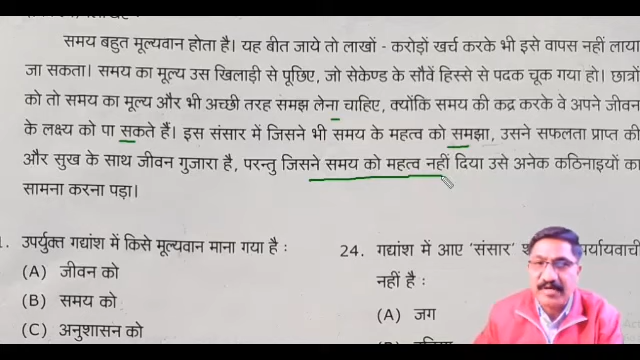 समय बहुत मूल्यवान होता है। यह बीत जाये तो लाखों - करोड़ों खर्च करके भी इसे वापस नहीं लाया
जा सकता। समय का मूल्य उस खिलाड़ी से पूछिए, जो सेकेण्ड के सौवें हिस्से से पदक चूक गया हो। छात्रों
को तो समय का मूल्य और भी अच्छी तरह समझ लेना चाहिए, क्योंकि समय की कद्र करके वे अपने जीवन
के लक्ष्य को पा सकते हैं। इस संसार में जिसने भी समय के महत्व को समझा, उसने सफलता प्राप्त की
और सुख के साथ जीवन गुजारा है, परन्तु जिसने समय को महत्व नहीं दिया उसे अनेक कठिनाइयों का
सामना करना पड़ा।
उपर्युक्त गद्यांश में किसे मूल्यवान माना गया है :
(A) जीवन को
(B) समय को
(C) अनुशासन को
24. गद्यांश में आए 'संसार'
नहीं है :
(A) जग